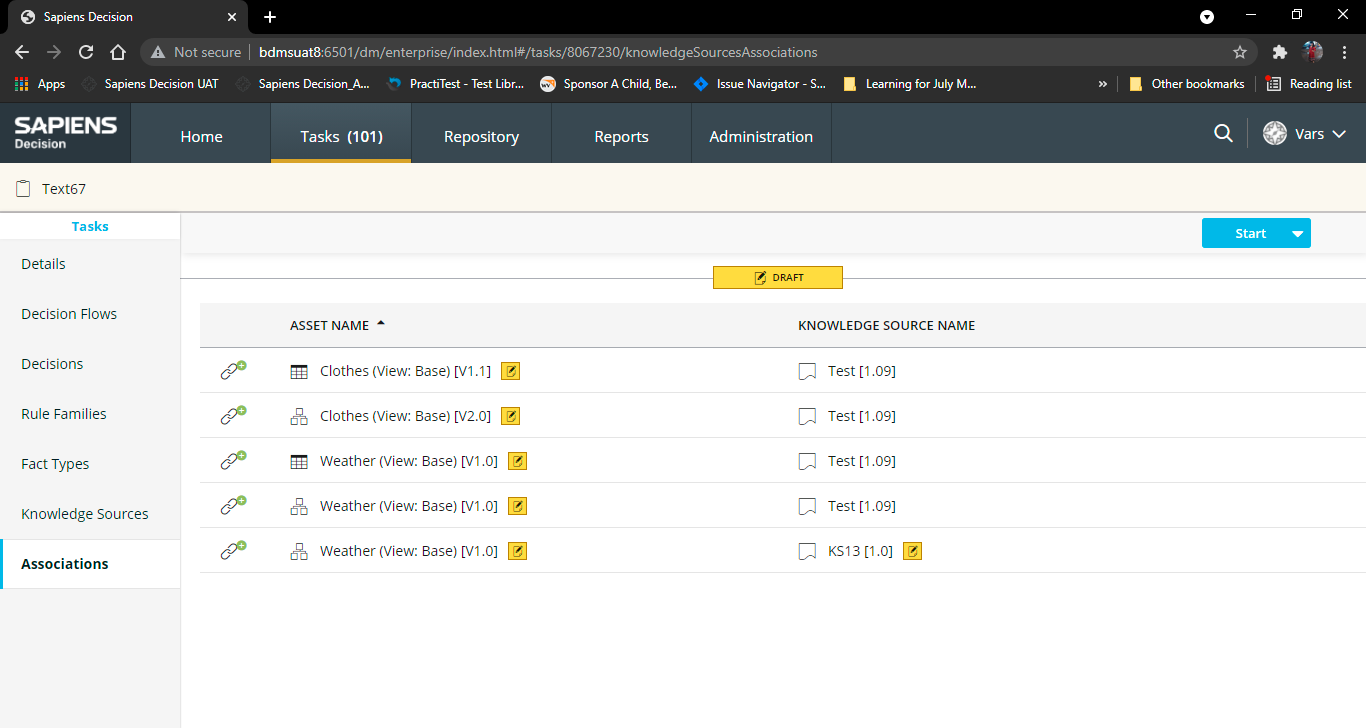 Sapiens Decision
Not secure bdmsuat8:6501/dm/enterprise/index.html#/tasks/8067230/knowledgeSourcesAssociations
Apps Sapiens Decision UAT Sapiens Decision_A... PractiTest - Test Libr... Sponsor A Child, Be... Issue Navigator - S... Learning for July M... » Other bookmarks Reading list
SAPIENS
Decision
Home Tasks (101) Repository Reports Administration Vars
Text67
Tasks
Start
Details
DRAFT
Decision Flows
ASSET NAME KNOWLEDGE SOURCE NAME
Decisions
Clothes (View: Base) [V1.1] Test [1.09]
Rule Families
Clothes (View: Base) [V2.0] Test [1.09]
Fact Types
Weather (View: Base) [V1.0] Test [1.09]
Knowledge Sources
Weather (View: Base) [V1.0] Test [1.09]
Associations
Weather (View: Base) [V1.0] KS13 [1.0]